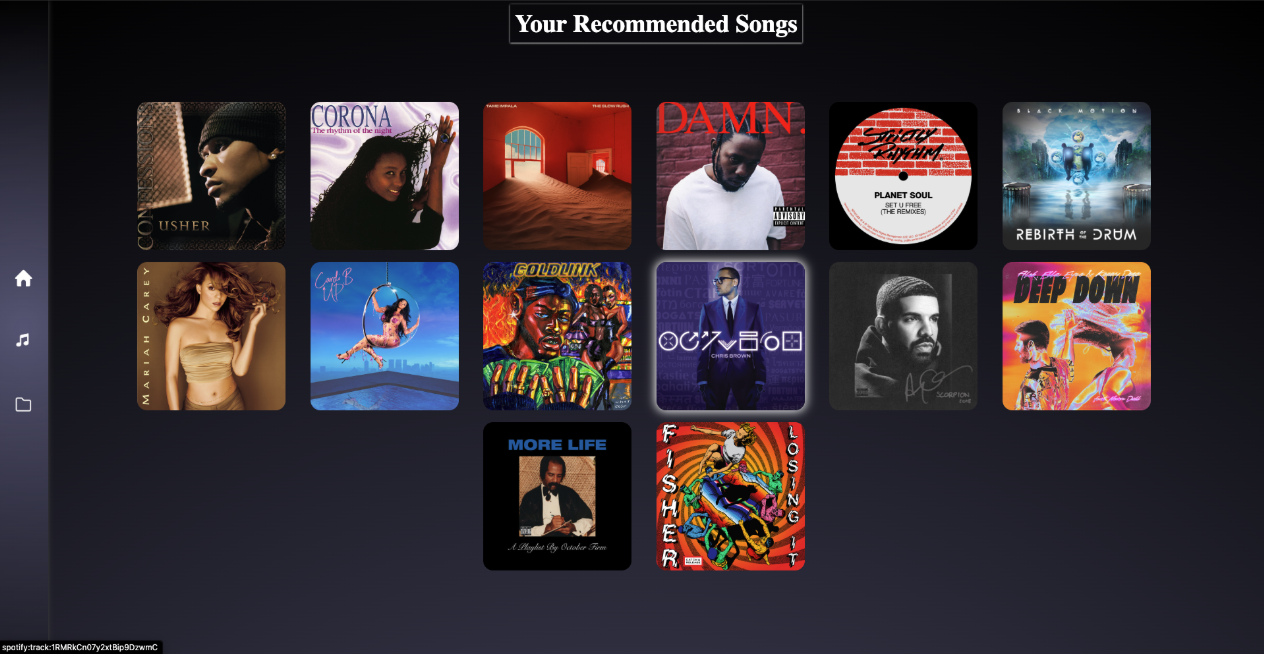 Your Recommended Songs
CONFESSIONS
USHER
CORONA
The rhythm of the night
TAME IMPALA
THE SLOW RUSH
DAMN.
PARENTAL
ADVISORY
EXPLICIT CONTENT
STRICTLY
RHYTHM.
PLANET SOUL
SET U FREE
(THE REMIXES)
BLACK MOTION
REBIRTH OF THE DRUM
MARIAH CAREY
Cardi B
UP
GOLDLINK
CHRIS BROWN
SCORPION
DEEP DOWN
MORE LIFE
A Playlist By October Firm
FISHER
LOSING IT
spotify:track:1RMRkCn07y2xtBip9DzwmC